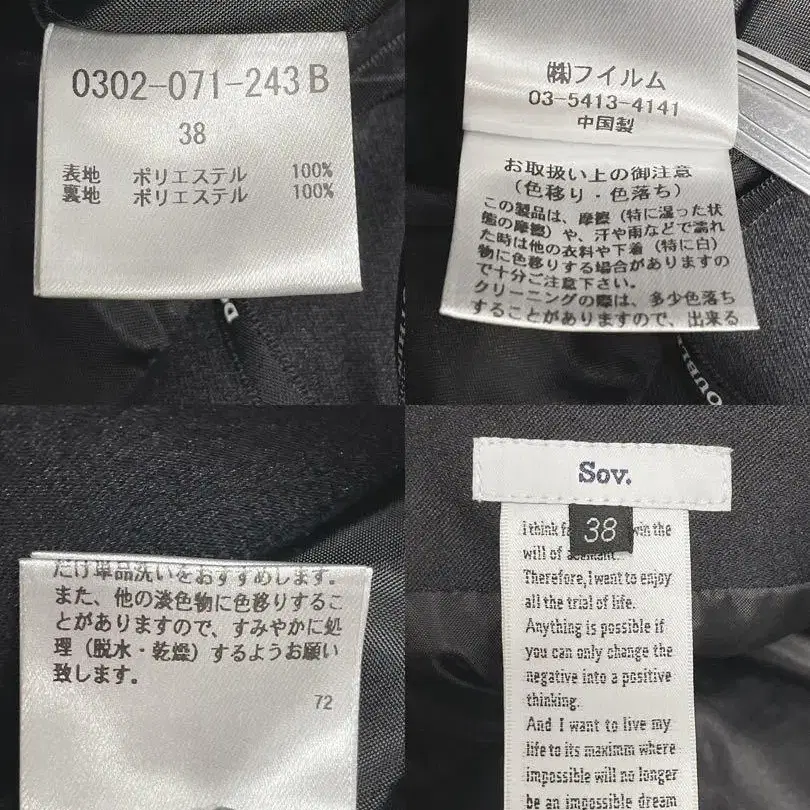 0302-071-243 B
38
表地 ポリエステル 100%
裏地 ポリエステル 100%
㈱フイルム
03-5413-4141
中国製
お取扱い上の御注意
(色移り・色落ち)
この製品は、摩擦(特に湿った状
態の摩擦)や、汗や雨などで濡れ
た時は他の衣料や下着(特に白)
物に色移りする場合がありますの
で十分ご注意下さい。
クリーニングの際は、多少色落ち
することがありますので、出来る
OUBL
だけ単品洗いをおすすめします。
また、他の淡色物に色移りするこ
とがありますので、すみやかに処
理(脱水・乾燥)するようお願い
致します。
72
Sov.
38
I think win the
will of
Therefore, I want to enjoy
all the trial of life.
Anything is possible if
you can only change the
negative into a positive
thinking.
And I want to live my
life to its maximm where
impossible will no longer
be an impossible dream